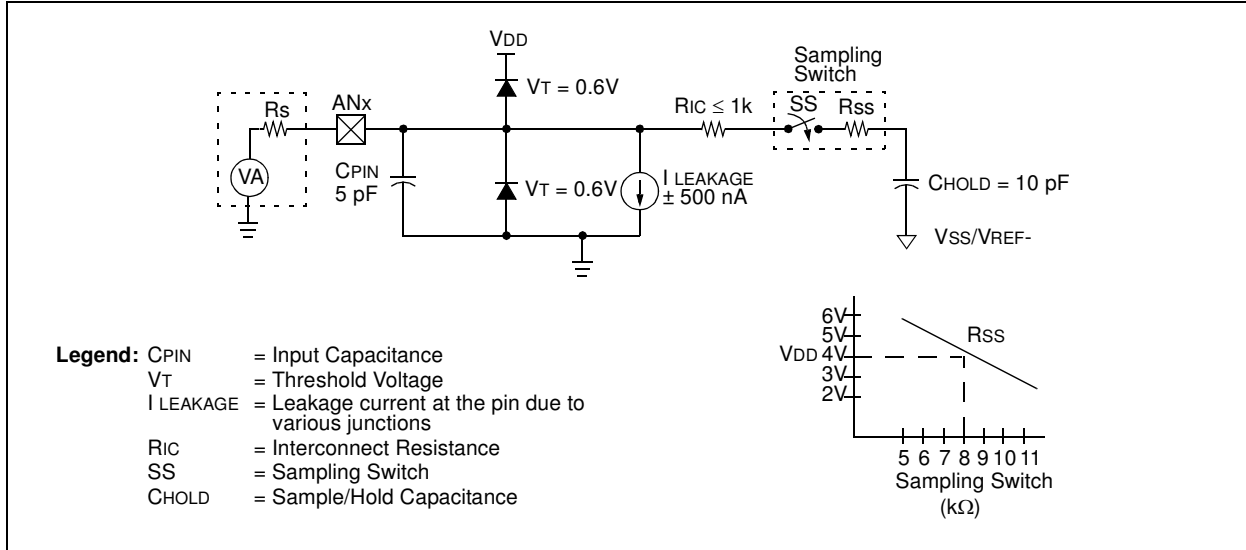 VDD
Sampling
Switch
VT = 0.6V
RIC ≤ 1k
SS
RSS
Rs
ANx
VA
CPIN
5 pF
VT = 0.6V
I LEAKAGE
± 500 nA
CHOLD = 10 pF
VSS/VREF-
Legend: CPIN = Input Capacitance
VT = Threshold Voltage
I LEAKAGE = Leakage current at the pin due to
various junctions
RIC = Interconnect Resistance
SS = Sampling Switch
CHOLD = Sample/Hold Capacitance
6V
5V
VDD 4V
3V
2V
RSS
5 6 7 8 9 10 11
Sampling Switch
(kΩ)